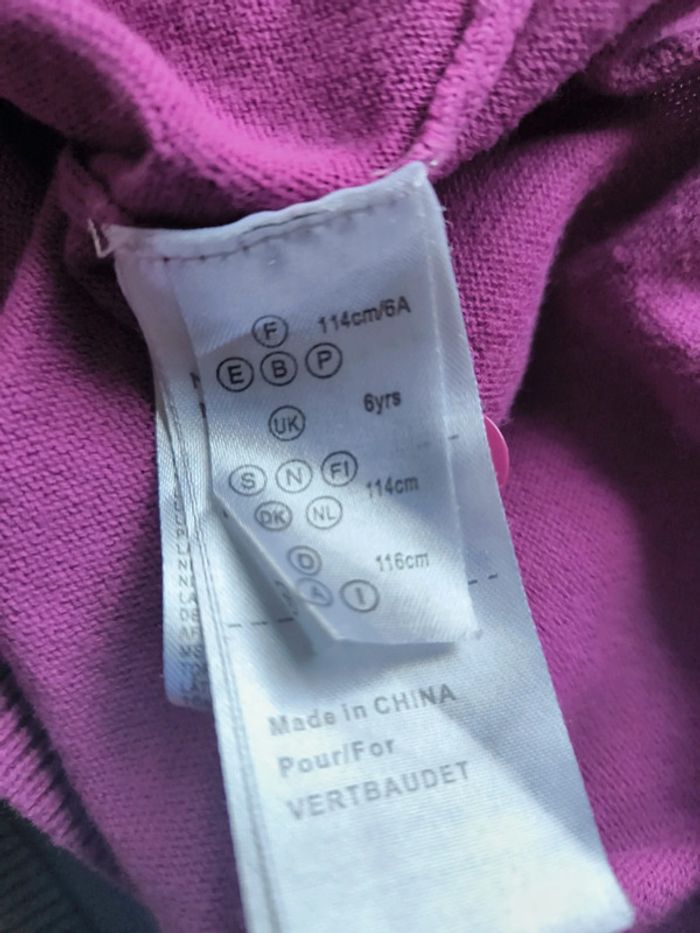 F 114cm/6A
E B P
UK 6yrs
S N FI 114cm
DK NL
D 116cm
A I
Made in CHINA
Pour/For
VERTBAUDET